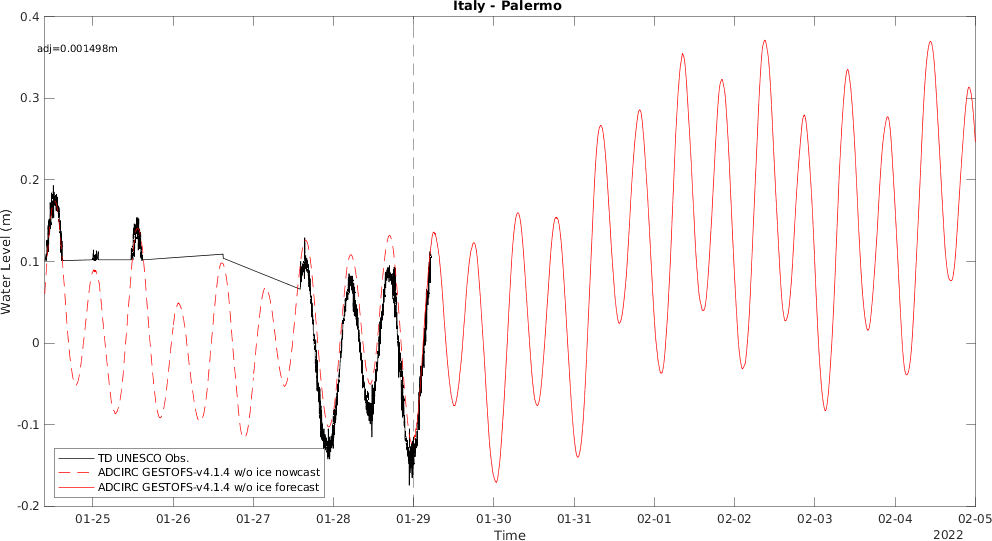 Italy - Palermo
adj=0.001498m
0.4
0.3
0.2
0.1
0
-0.1
-0.2
Water Level (m)
TD UNESCO Obs.
ADCIRC GESTOFS-v4.1.4 w/o ice nowcast
ADCIRC GESTOFS-v4.1.4 w/o ice forecast
01-25 01-26 01-27 01-28 01-29 01-30 01-31 02-01 02-02 02-03 02-04 02-05
Time
2022